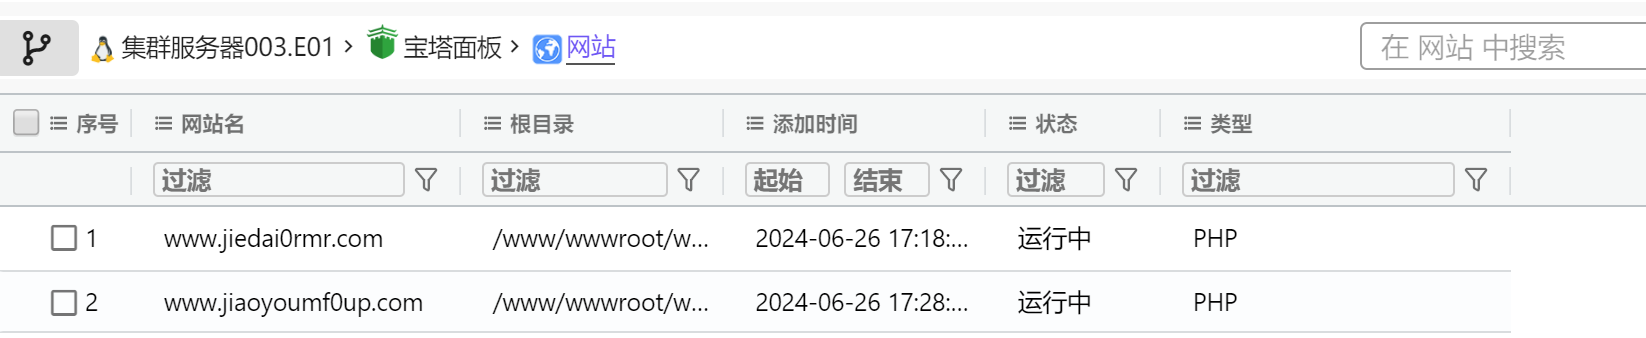 集群服务器003.E01 > 宝塔面板 > 网站 在 网站 中搜索
序号 网站名 根目录 添加时间 状态 类型
过滤 过滤 起始 结束 过滤 过滤
1 www.jiedai0rmr.com /www/wwwroot/w... 2024-06-26 17:18:... 运行中 PHP
2 www.jiaoyoumf0up.com /www/wwwroot/w... 2024-06-26 17:28:... 运行中 PHP